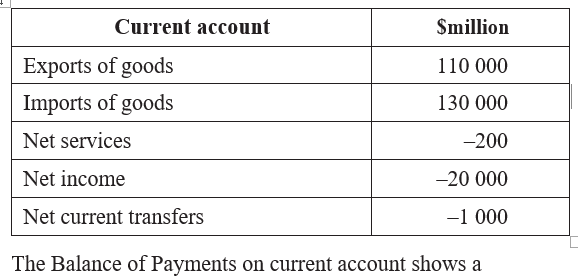 Current account $million
Exports of goods 110 000
Imports of goods 130 000
Net services –200
Net income –20 000
Net current transfers –1 000
The Balance of Payments on current account shows a